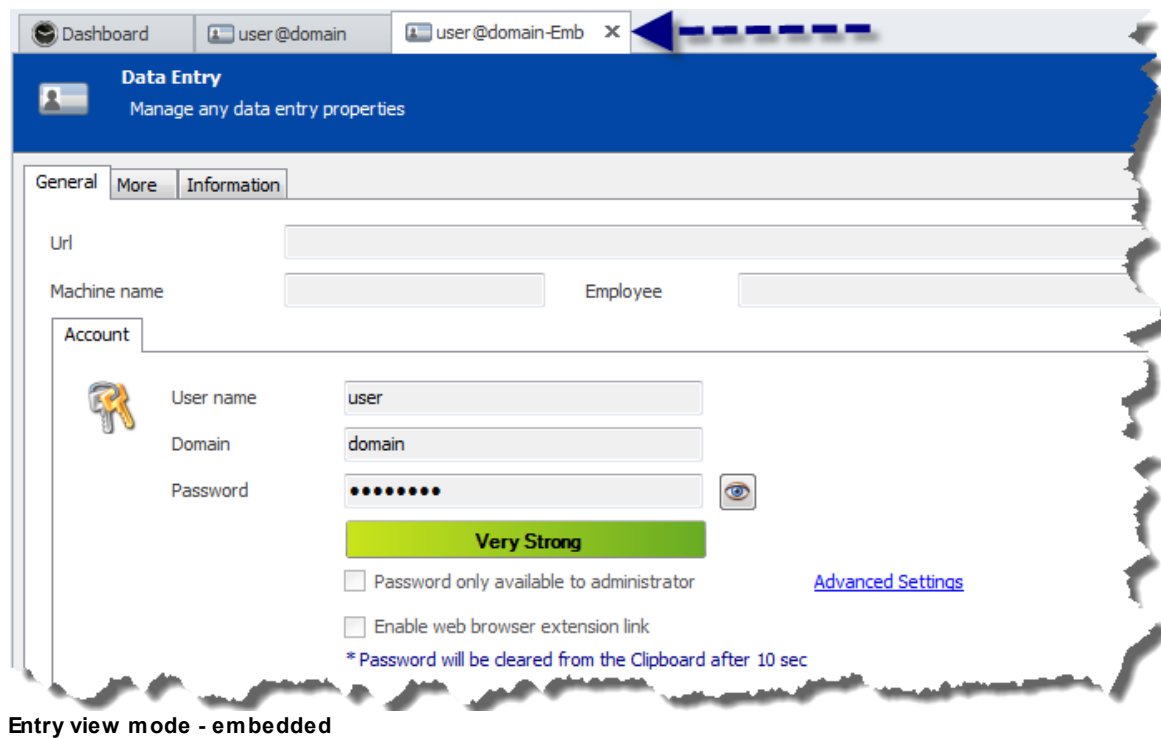 Dashboard user@domain user@domain-Emb
Data Entry
Manage any data entry properties
General More Information
Url
Machine name Employee
Account
User name user
Domain domain
Password ••••••••
Very Strong
Password only available to administrator Advanced Settings
Enable web browser extension link
* Password will be cleared from the Clipboard after 10 sec
Entry view mode - embedded